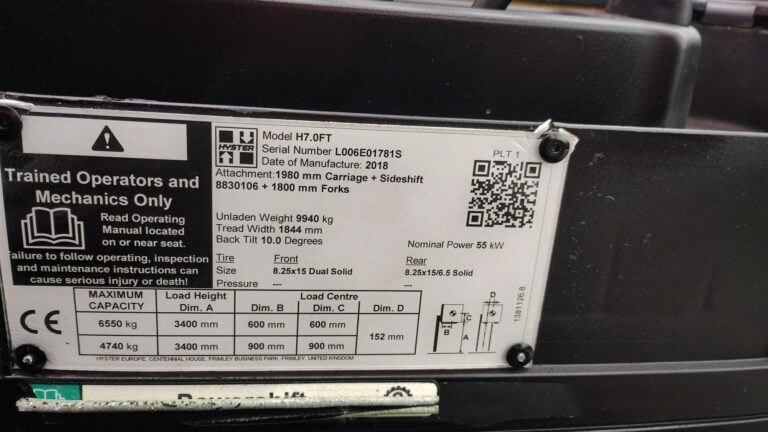 Trained Operators and
Mechanics Only
Read Operating
Manual located
on or near seat.
ailure to follow operating, inspection
and maintenance instructions can
cause serious injury or death!
HYSTER
Model H7.0FT
Serial Number L006E01781S
Date of Manufacture: 2018
Attachment:1980 mm Carriage + Sideshift
8830106 + 1800 mm Forks
PLT 1
Unladen Weight 9940 kg
Tread Width 1844 mm
Back Tilt 10.0 Degrees
Nominal Power 55 kW
Tire Front Rear
Size 8.25x15 Dual Solid 8.25x15/6.5 Solid
Pressure --- ---
MAXIMUM CAPACITY Load Height Dim. A Load Centre Dim. B Dim. C Dim. D
6550 kg 3400 mm 600 mm 600 mm 152 mm
4740 kg 3400 mm 900 mm 900 mm
CE
D
C
B
A
1381126.8
HYSTER EUROPE, CENTENNIAL HOUSE, FRIMLEY BUSINESS PARK, FRIMLEY, UNITED KINGDOM
Powershift